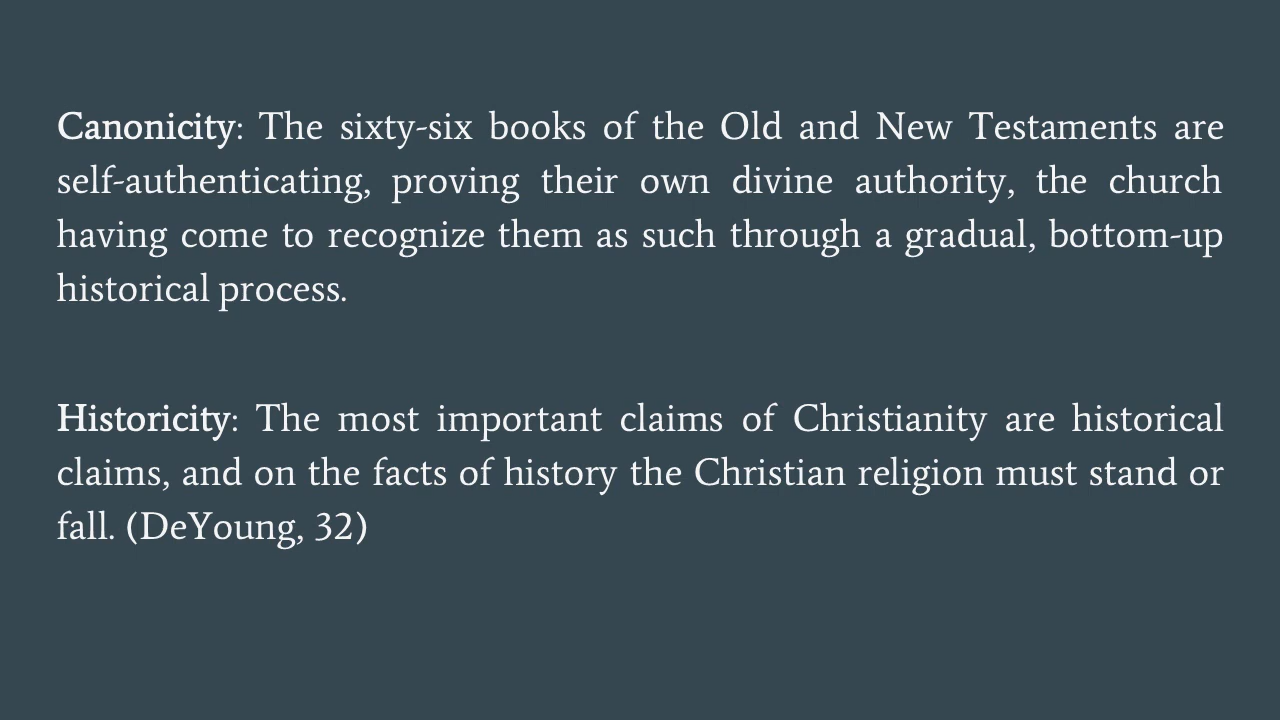 Canonicity: The sixty-six books of the Old and New Testaments are
self-authenticating, proving their own divine authority, the church
having come to recognize them as such through a gradual, bottom-up
historical process.
Historicity: The most important claims of Christianity are historical
claims, and on the facts of history the Christian religion must stand or
fall. (DeYoung, 32)